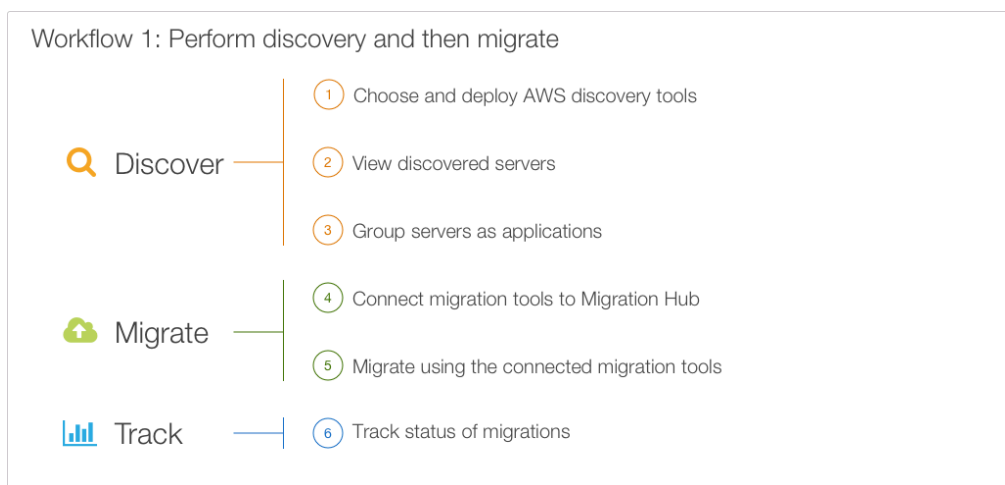 Workflow 1: Perform discovery and then migrate
Discover
1 Choose and deploy AWS discovery tools
2 View discovered servers
3 Group servers as applications
Migrate
4 Connect migration tools to Migration Hub
5 Migrate using the connected migration tools
Track
6 Track status of migrations